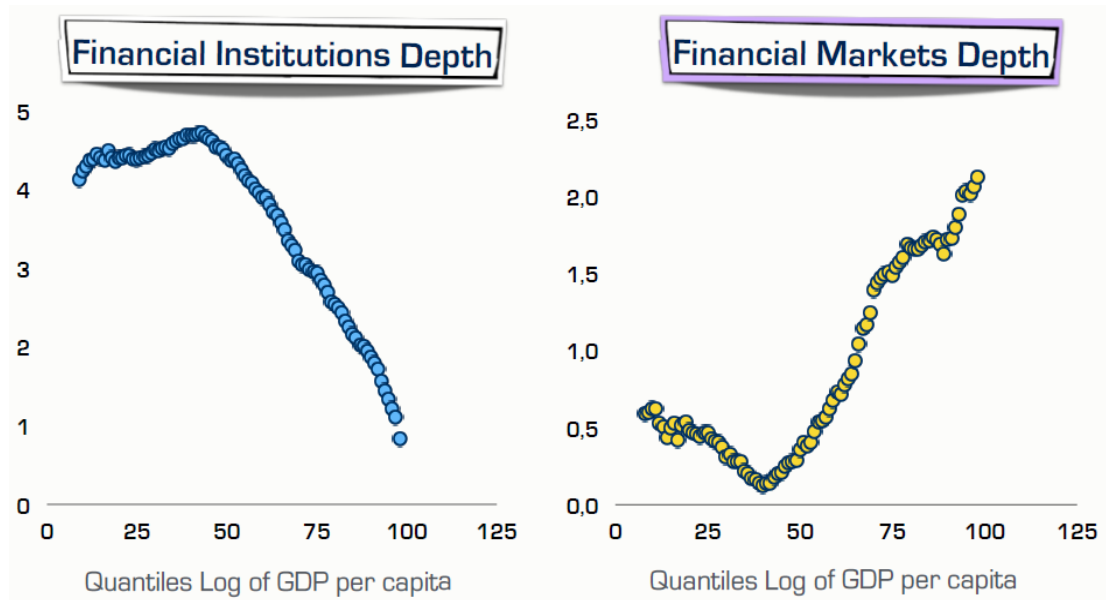 Financial Institutions Depth
5
4
3
2
1
0
0 25 50 75 100 125
Quantiles Log of GDP per capita
Financial Markets Depth
2,5
2,0
1,5
1,0
0,5
0,0
0 25 50 75 100 125
Quantiles Log of GDP per capita